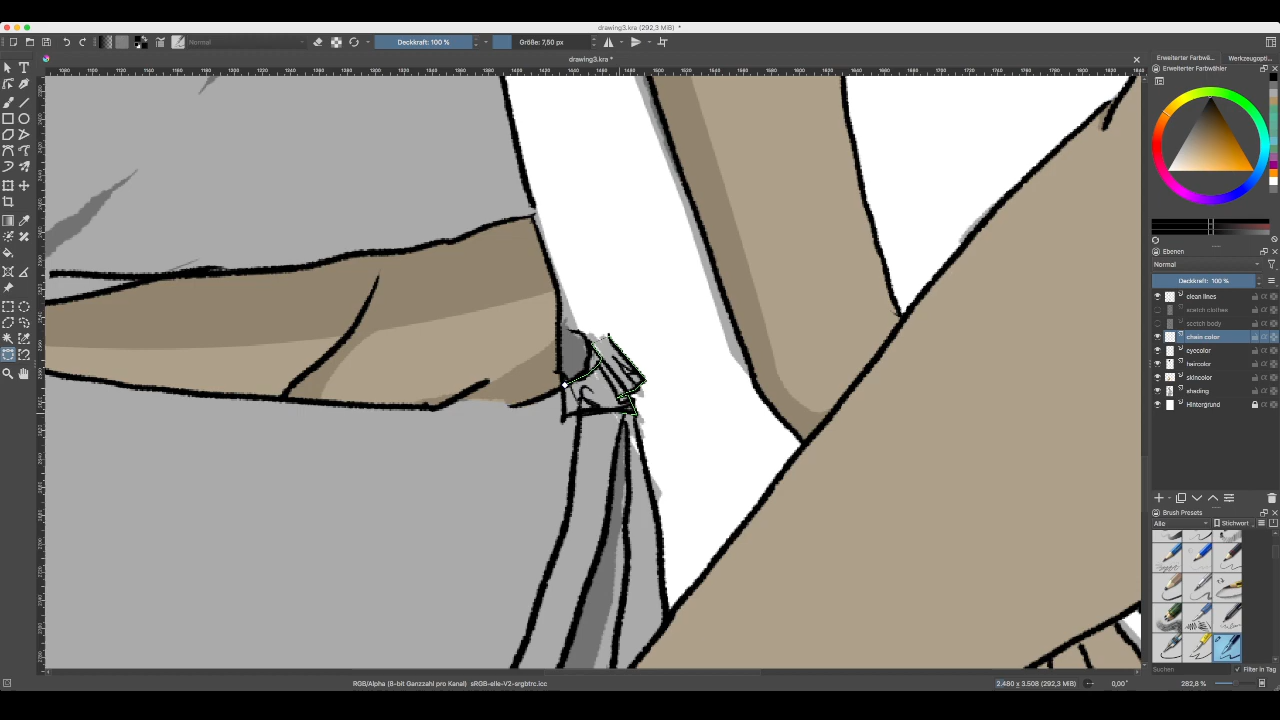 drawing3.kra (292,3 MiB) *
Normal
Deckkraft: 100 %
Größe: 7,50 px
drawing3.kra *
Erweiterter Farbwä...
Werkzeugopti...
Erweiterter Farbwähler
Ebenen
Normal
Deckkraft: 100 %
clean lines
scetch clothes
scetch body
chain color
eyecolor
haircolor
skincolor
shading
Hintergrund
Brush Presets
Alle
Stichwort
Suchen
Filter in Tag
RGB/Alpha (8-bit Ganzzahl pro Kanal) sRGB-elle-V2-srgbtrc.icc
2.480 x 3.508 (292,3 MiB)
0,00°
282,8 %